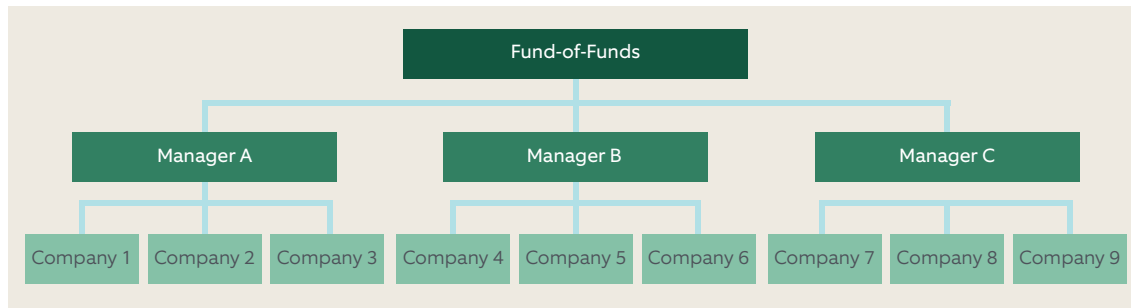 Fund-of-Funds
Manager A
Manager B
Manager C
Company 1
Company 2
Company 3
Company 4
Company 5
Company 6
Company 7
Company 8
Company 9